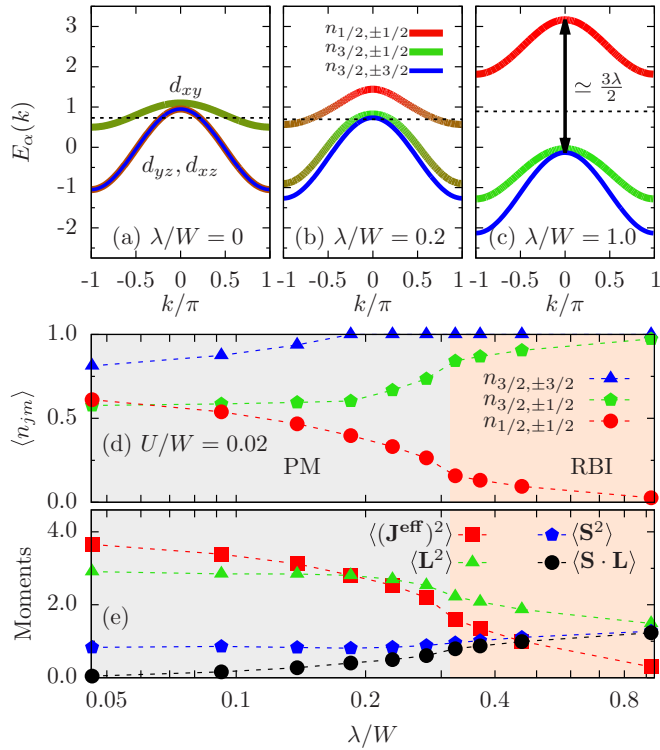 3
2
1
0
-1
-2
E_α(k)
d_xy
d_yz, d_xz
(a) λ/W = 0
n_1/2,±1/2
n_3/2,±1/2
n_3/2,±3/2
(b) λ/W = 0.2
≃ 3λ/2
(c) λ/W = 1.0
-1 -0.5 0 0.5 1
-1 -0.5 0 0.5 1
-1 -0.5 0 0.5 1
k/π
k/π
k/π
1.0
0.5
0.0
⟨n_jm⟩
n_3/2,±3/2
n_3/2,±1/2
n_1/2,±1/2
(d) U/W = 0.02
PM
RBI
4.0
2.0
0.0
Moments
⟨(J^eff)^2⟩
⟨S^2⟩
⟨L^2⟩
⟨S · L⟩
(e)
0.05 0.1 0.2 0.4 0.8
λ/W